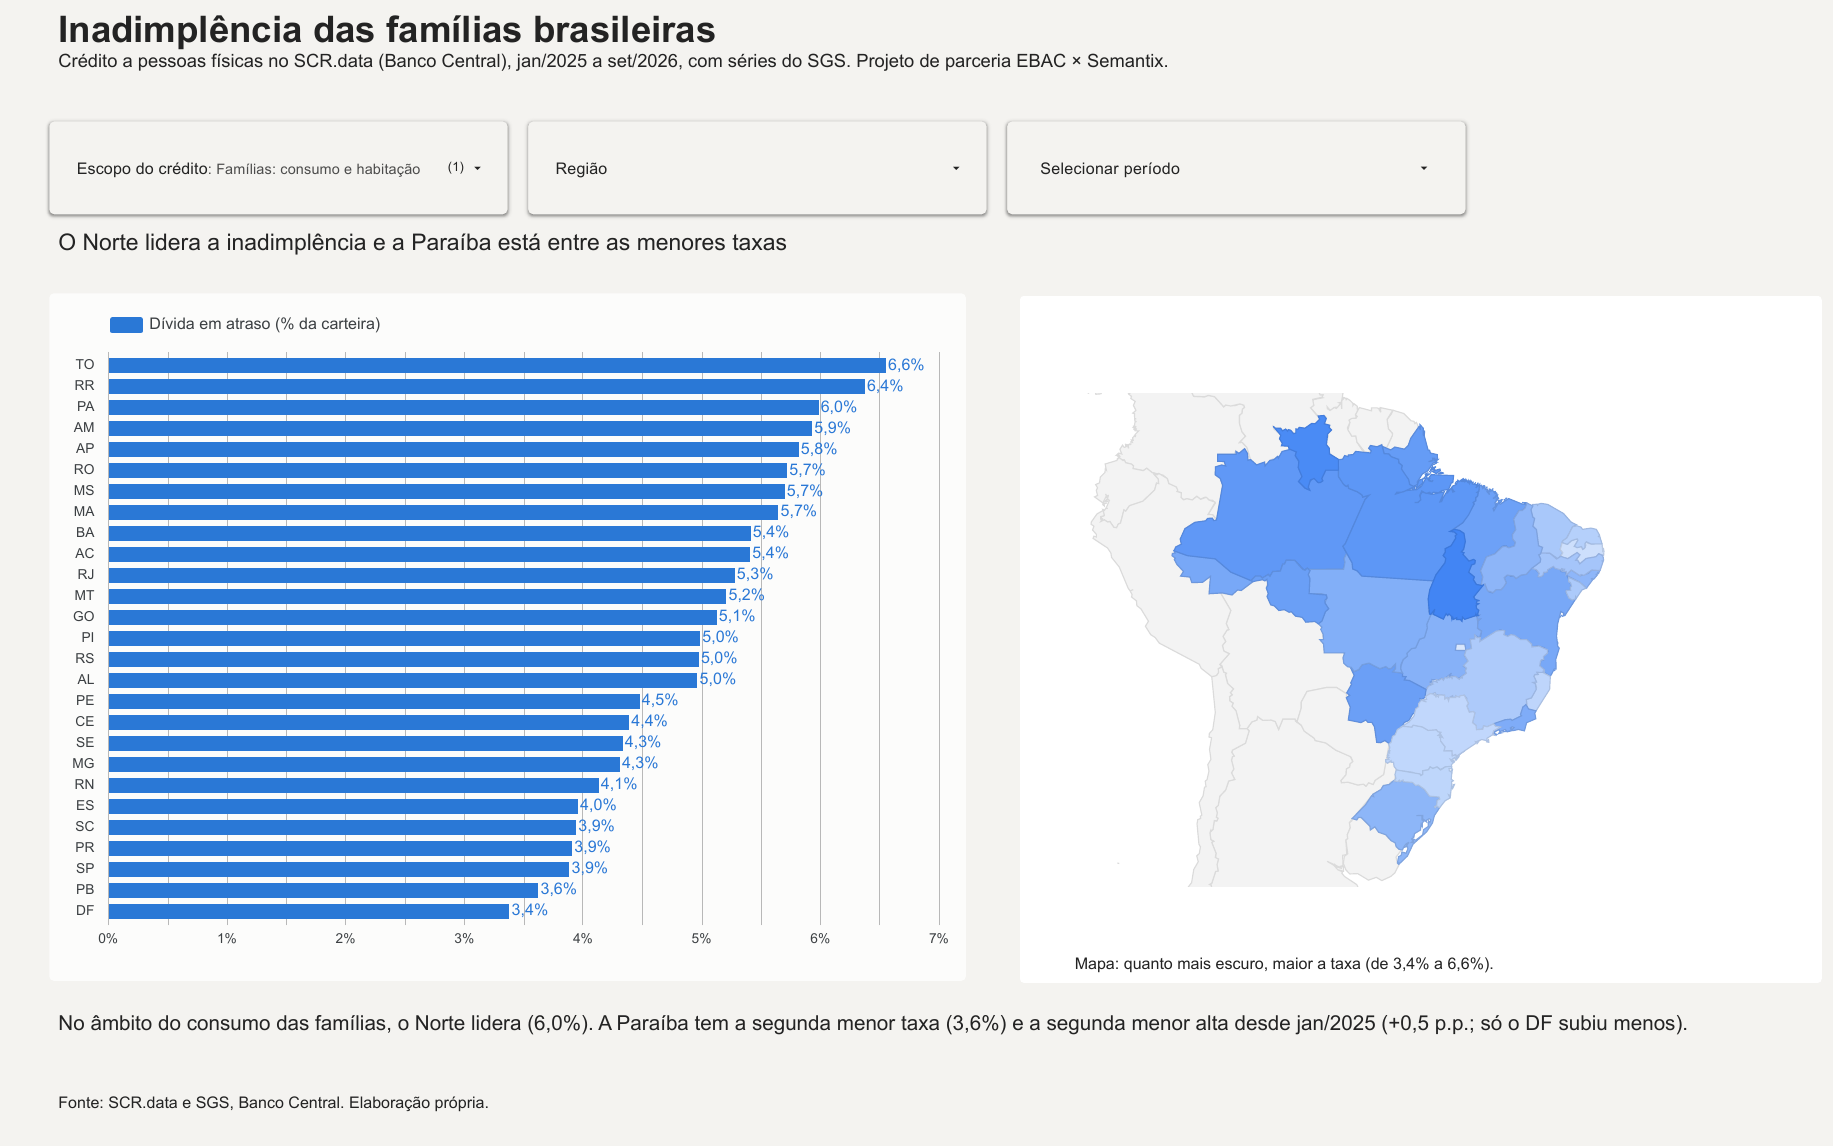 Inadimplência das famílias brasileiras
Crédito a pessoas físicas no SCR.data (Banco Central), jan/2025 a set/2026, com séries do SGS. Projeto de parceria EBAC × Semantix.
Escopo do crédito: Famílias: consumo e habitação (1)
Região
Selecionar período
O Norte lidera a inadimplência e a Paraíba está entre as menores taxas
Dívida em atraso (% da carteira)
TO 6,6%
RR 6,4%
PA 6,0%
AM 5,9%
AP 5,8%
RO 5,7%
MS 5,7%
MA 5,7%
BA 5,4%
AC 5,4%
RJ 5,3%
MT 5,2%
GO 5,1%
PI 5,0%
RS 5,0%
AL 5,0%
PE 4,5%
CE 4,4%
SE 4,3%
MG 4,3%
RN 4,1%
ES 4,0%
SC 3,9%
PR 3,9%
SP 3,9%
PB 3,6%
DF 3,4%
0% 1% 2% 3% 4% 5% 6% 7%
Mapa: quanto mais escuro, maior a taxa (de 3,4% a 6,6%).
No âmbito do consumo das famílias, o Norte lidera (6,0%). A Paraíba tem a segunda menor taxa (3,6%) e a segunda menor alta desde jan/2025 (+0,5 p.p.; só o DF subiu menos).
Fonte: SCR.data e SGS, Banco Central. Elaboração própria.